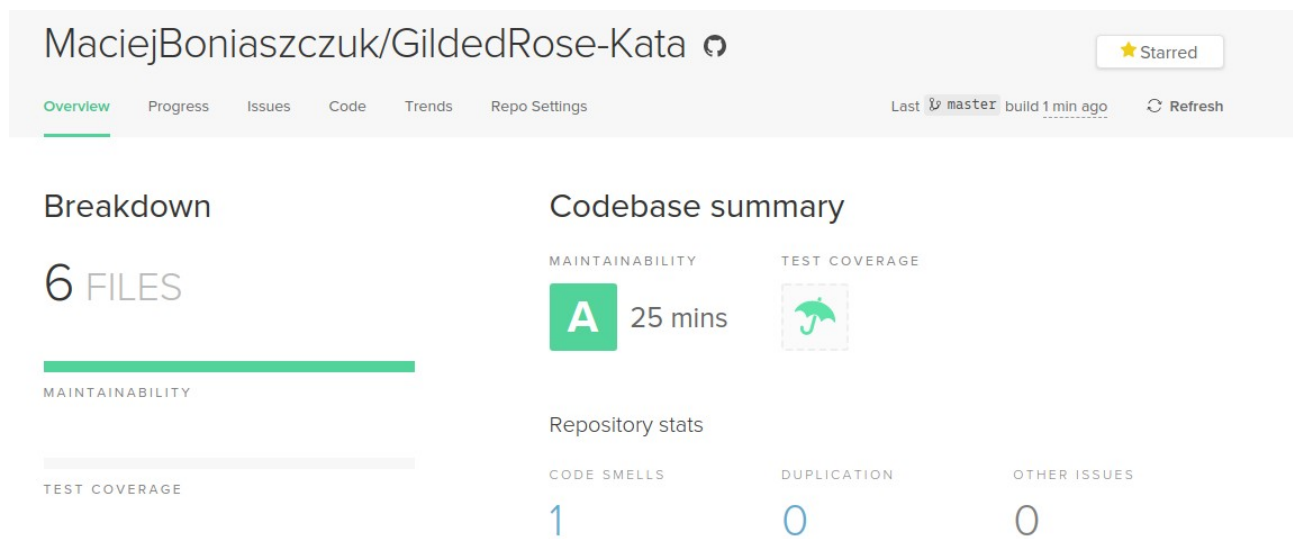 MaciejBoniaszczuk/GildedRose-Kata
Starred
Overview Progress Issues Code Trends Repo Settings
Last master build 1 min ago Refresh
Breakdown
6 FILES
MAINTAINABILITY
TEST COVERAGE
Codebase summary
MAINTAINABILITY TEST COVERAGE
A 25 mins
Repository stats
CODE SMELLS DUPLICATION OTHER ISSUES
1 0 0